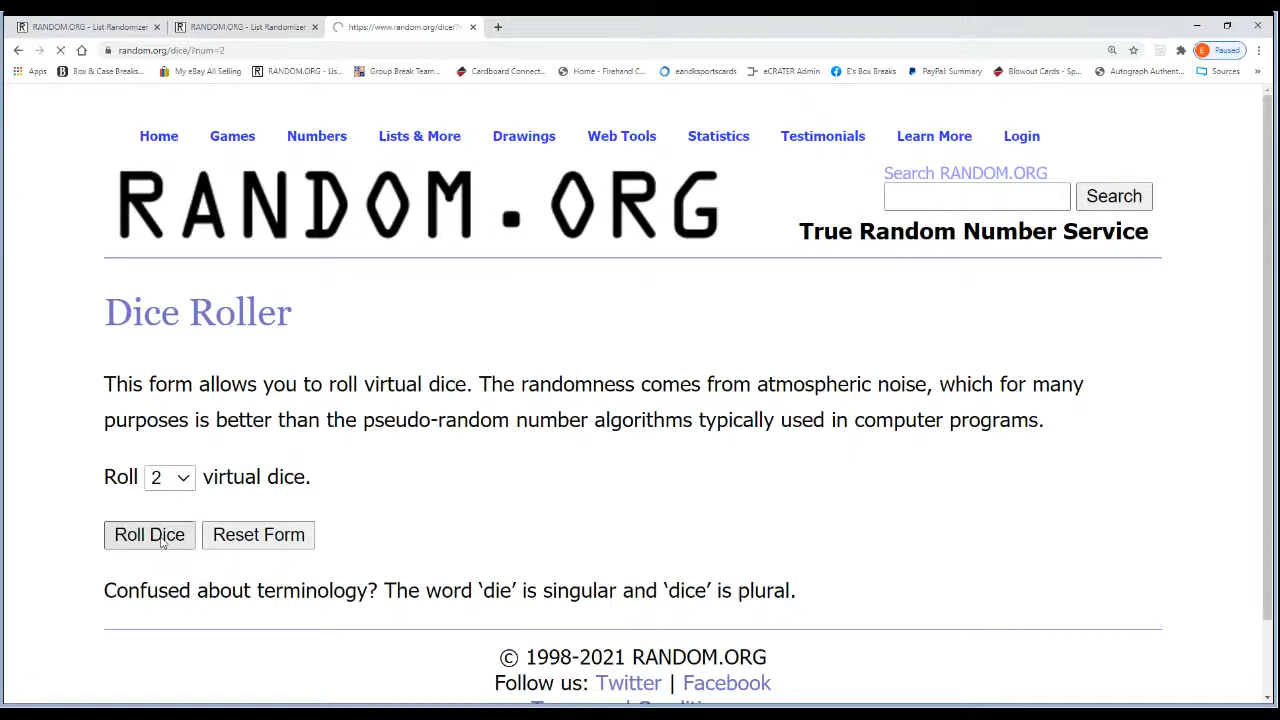 RANDOM.ORG - List Randomizer
RANDOM.ORG - List Randomizer
https://www.random.org/dice/?
random.org/dice/?num=2
E Paused
Apps
Box & Case Breaks...
My eBay All Selling
RANDOM.ORG - Lis...
Group Break Team...
Cardboard Connect...
Home - Firehand C...
eandksportscards
eCRATER Admin
E's Box Breaks
PayPal: Summary
Blowout Cards - Sp...
Autograph Authent...
Sources
»
Home Games Numbers Lists & More Drawings Web Tools Statistics Testimonials Learn More Login
RANDOM.ORG
Search RANDOM.ORG
Search
True Random Number Service
Dice Roller
This form allows you to roll virtual dice. The randomness comes from atmospheric noise, which for many
purposes is better than the pseudo-random number algorithms typically used in computer programs.
Roll 2 virtual dice.
Roll Dice Reset Form
Confused about terminology? The word ‘die’ is singular and ‘dice’ is plural.
© 1998-2021 RANDOM.ORG
Follow us: Twitter | Facebook